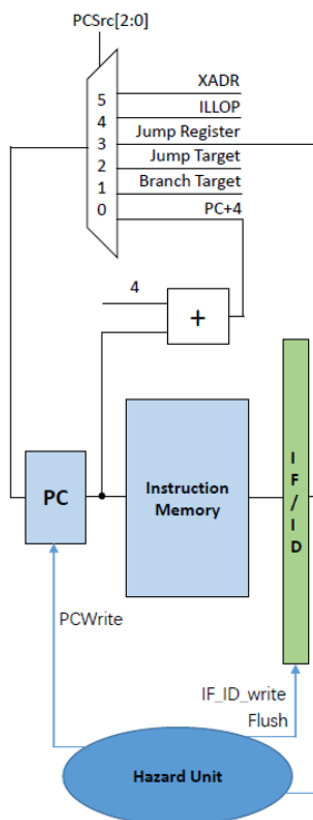 PCSrc[2:0]
XADR
5
ILLOP
4
Jump Register
3
Jump Target
2
Branch Target
1
PC+4
0
4
+
PC
Instruction
Memory
I
F
/
I
D
PCWrite
IF_ID_write
Flush
Hazard Unit